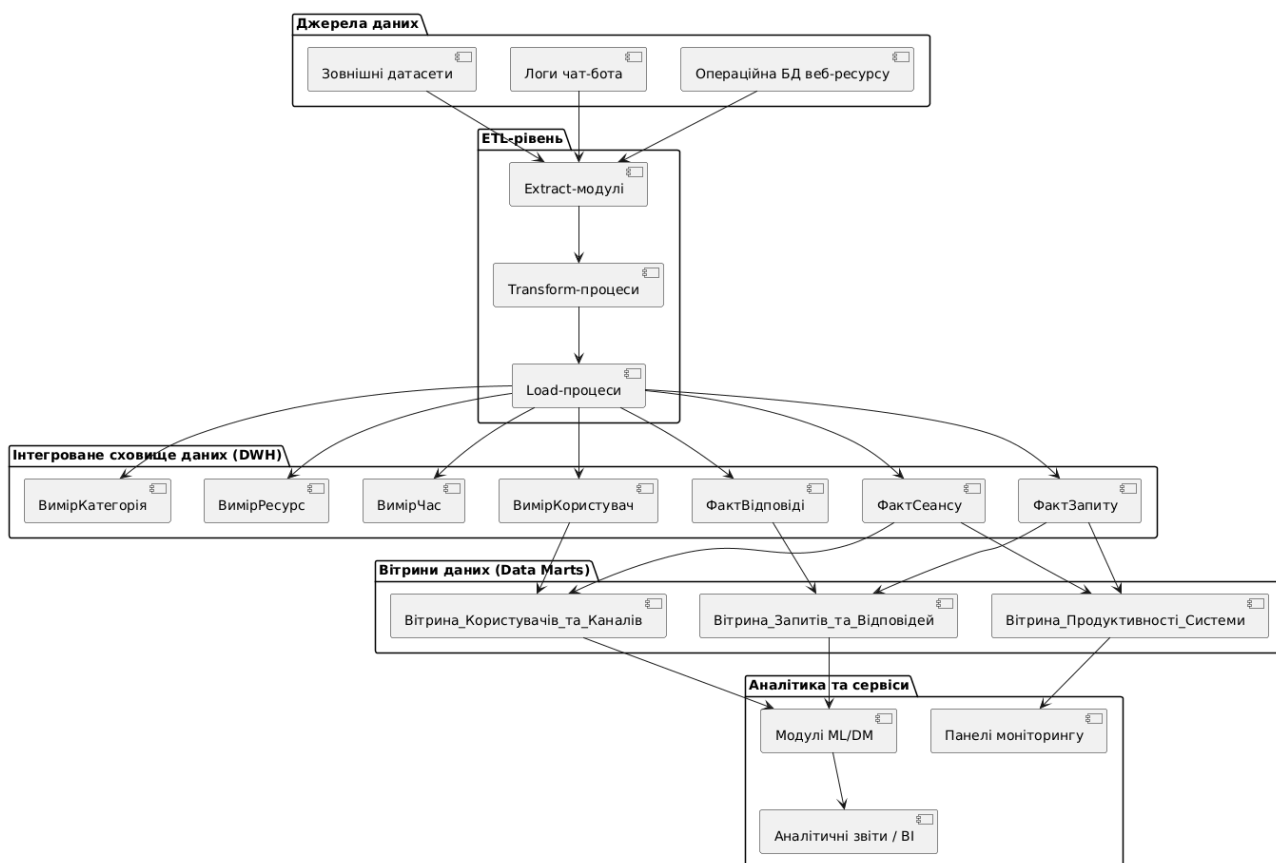 Джерела даних
Зовнішні датасети
Логи чат-бота
Операційна БД веб-ресурсу
ETL-рівень
Extract-модулі
Transform-процеси
Load-процеси
Інтегроване сховище даних (DWH)
ВимірКатегорія
ВимірРесурс
ВимірЧас
ВимірКористувач
ФактВідповіді
ФактСеансу
ФактЗапиту
Вітрини даних (Data Marts)
Вітрина_Користувачів_та_Каналів
Вітрина_Запитів_та_Відповідей
Вітрина_Продуктивності_Системи
Аналітика та сервіси
Модулі ML/DM
Панелі моніторингу
Аналітичні звіти / BI